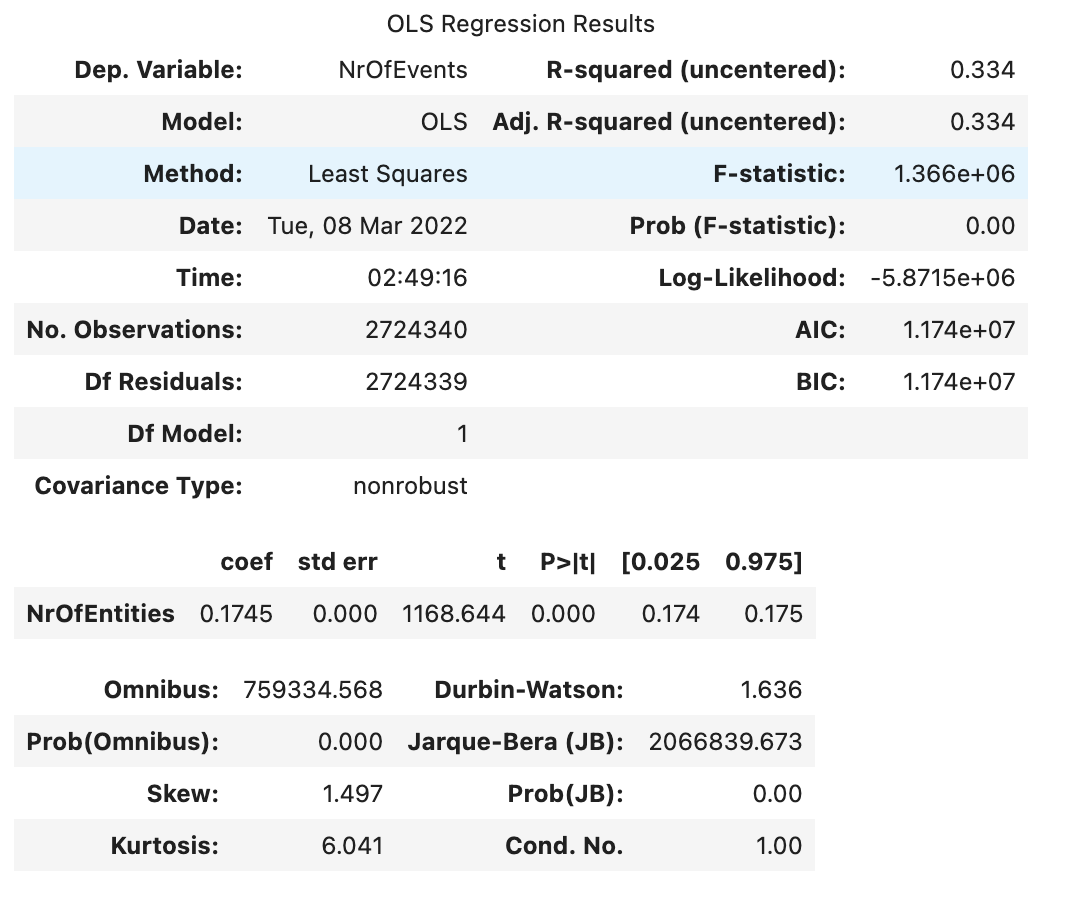 OLS Regression Results
Dep. Variable: NrOfEvents R-squared (uncentered): 0.334
Model: OLS Adj. R-squared (uncentered): 0.334
Method: Least Squares F-statistic: 1.366e+06
Date: Tue, 08 Mar 2022 Prob (F-statistic): 0.00
Time: 02:49:16 Log-Likelihood: -5.8715e+06
No. Observations: 2724340 AIC: 1.174e+07
Df Residuals: 2724339 BIC: 1.174e+07
Df Model: 1
Covariance Type: nonrobust
coef std err t P>|t| [0.025 0.975]
NrOfEntities 0.1745 0.000 1168.644 0.000 0.174 0.175
Omnibus: 759334.568 Durbin-Watson: 1.636
Prob(Omnibus): 0.000 Jarque-Bera (JB): 2066839.673
Skew: 1.497 Prob(JB): 0.00
Kurtosis: 6.041 Cond. No. 1.00